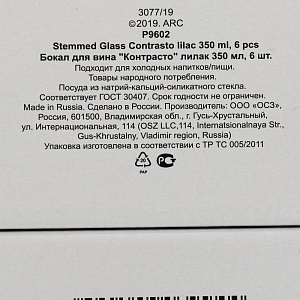 3077/19
©2019. ARC
P9602
Stemmed Glass Contrasto lilac 350 ml, 6 pcs
Бокал для вина "Контрасто" лилак 350 мл, 6 шт.
Подходит для холодных напитков/пищи.
Товары народного потребления.
Посуда из натрий-кальций-силикатного стекла.
Соответствует ГОСТ 30407. Срок годности не ограничен.
Made in Russia. Сделано в России. Производитель: ООО «ОСЗ»,
Россия, 601500, Владимирская обл, г. Гусь-Хрустальный,
ул. Интернациональная, 114 (OSZ LLC,114, Internationalnaya Str.,
Gus-Khrustalny, Vladimir region, Russia)
Упаковка изготовлена в соответствии с ТР ТС 005/2011
20
PAP